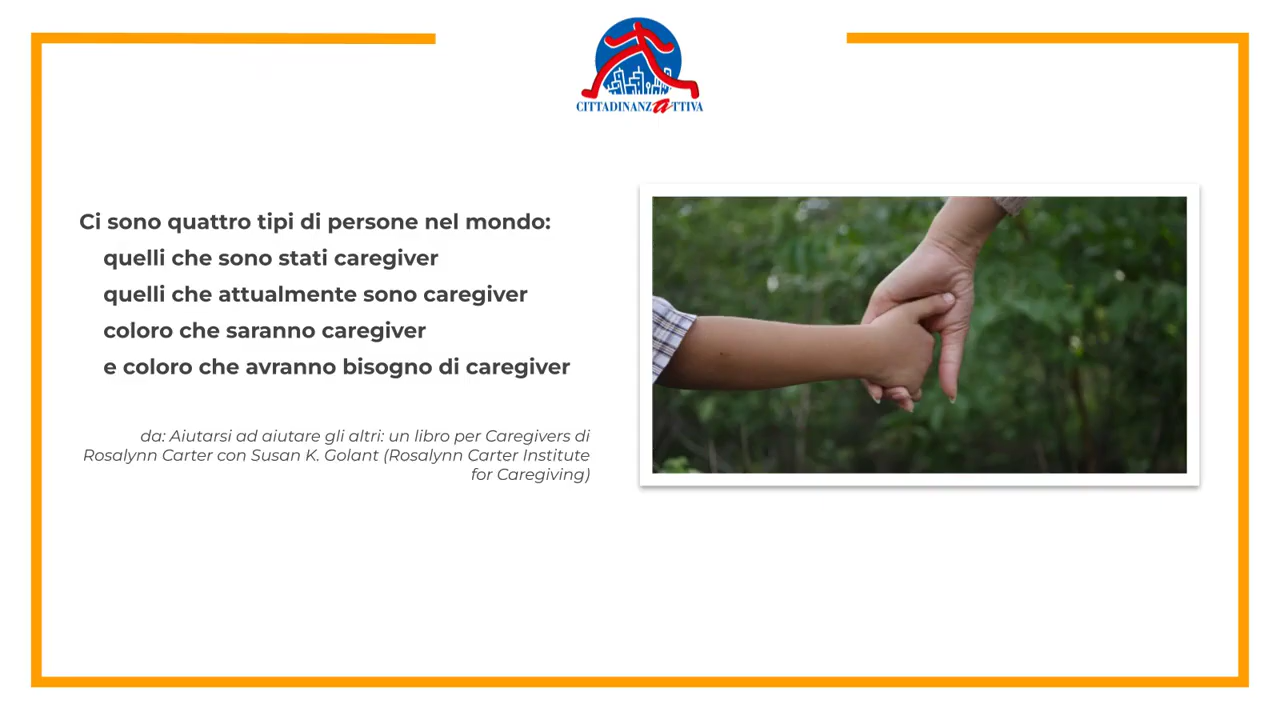 CITTADINANZATTIVA
Ci sono quattro tipi di persone nel mondo:
quelli che sono stati caregiver
quelli che attualmente sono caregiver
coloro che saranno caregiver
e coloro che avranno bisogno di caregiver
da: Aiutarsi ad aiutare gli altri: un libro per Caregivers di
Rosalynn Carter con Susan K. Golant (Rosalynn Carter Institute
for Caregiving)